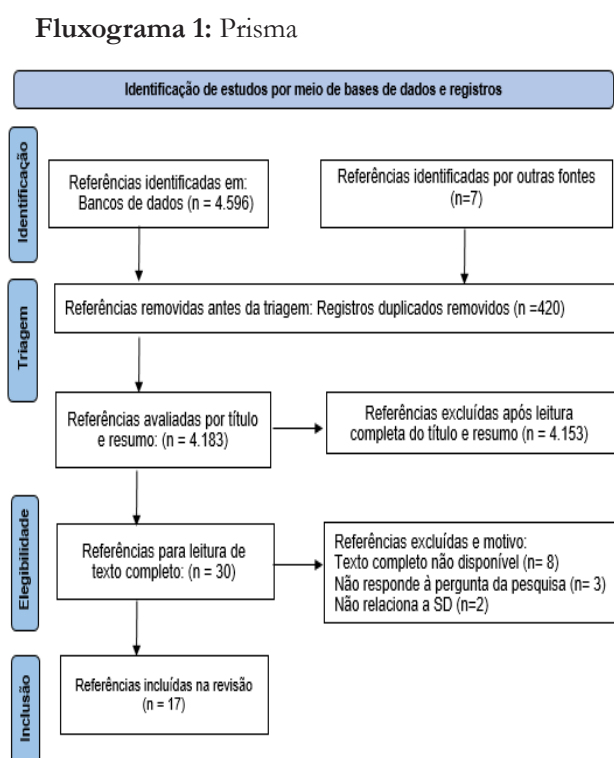 Fluxograma 1: Prisma
Identificação de estudos por meio de bases de dados e registros
Identificação
Referências identificadas em:
Bancos de dados (n = 4.596)
Referências identificadas por outras fontes
(n=7)
Triagem
Referências removidas antes da triagem: Registros duplicados removidos (n =420)
Referências avaliadas por título
e resumo: (n = 4.183)
Referências excluídas após leitura
completa do título e resumo (n = 4.153)
Elegibilidade
Referências para leitura de
texto completo: (n = 30)
Referências excluídas e motivo:
Texto completo não disponível (n= 8)
Não responde à pergunta da pesquisa (n= 3)
Não relaciona a SD (n=2)
Inclusão
Referências incluídas na revisão
(n = 17)